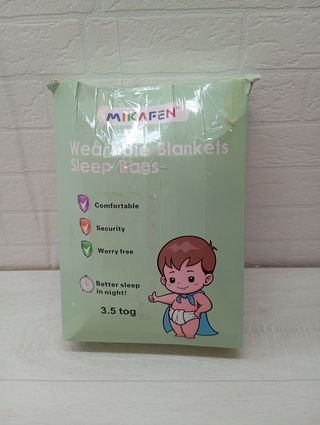 MIKAFEN
Wearable Blankets
Sleep Bags
Comfortable
Security
Worry free
Better sleep
in night!
3.5 tog